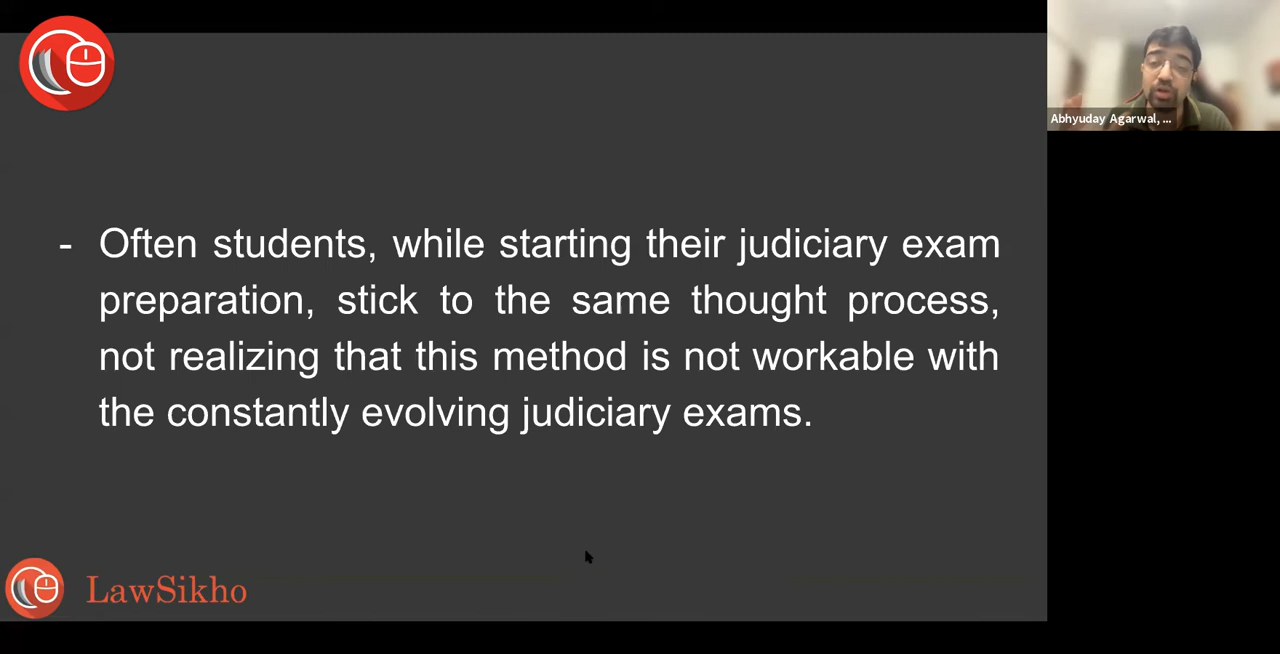 Abhyuday Agarwal, ...
- Often students, while starting their judiciary exam
preparation, stick to the same thought process,
not realizing that this method is not workable with
the constantly evolving judiciary exams.
LawSikho